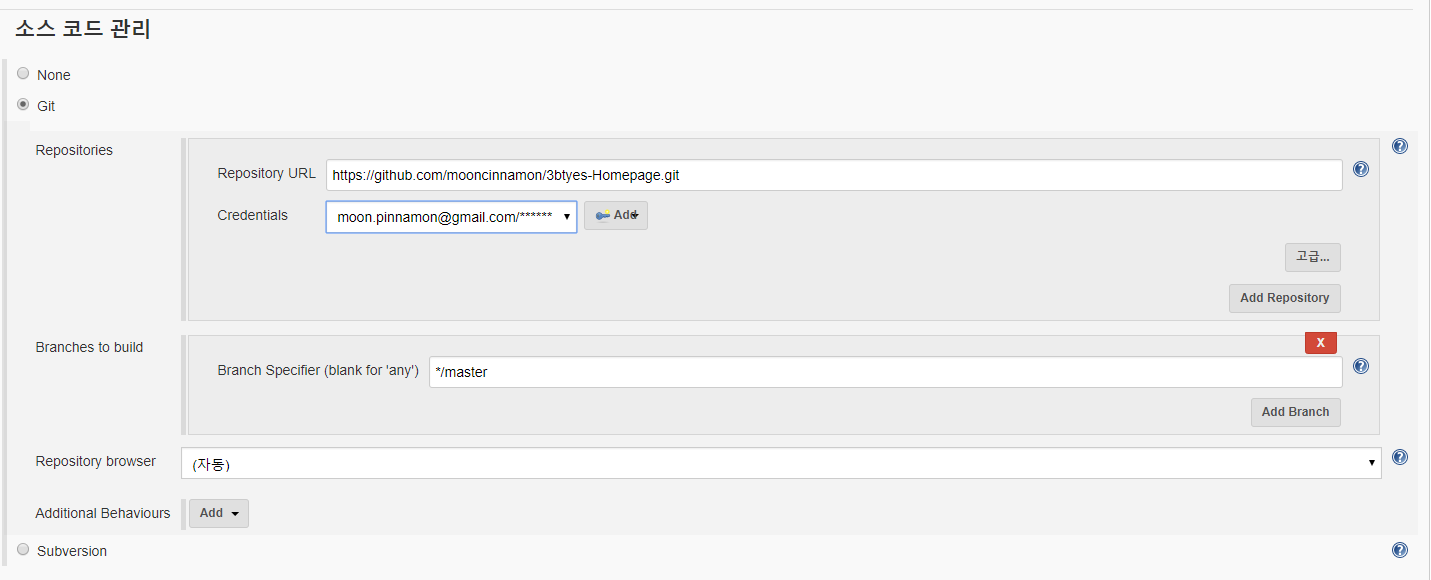 소스 코드 관리
None
Git
Repositories
Repository URL https://github.com/mooncinnamon/3btyes-Homepage.git
Credentials moon.pinnamon@gmail.com/****** Add
고급...
Add Repository
Branches to build
X
Branch Specifier (blank for 'any') */master
Add Branch
Repository browser (자동)
Additional Behaviours Add
Subversion